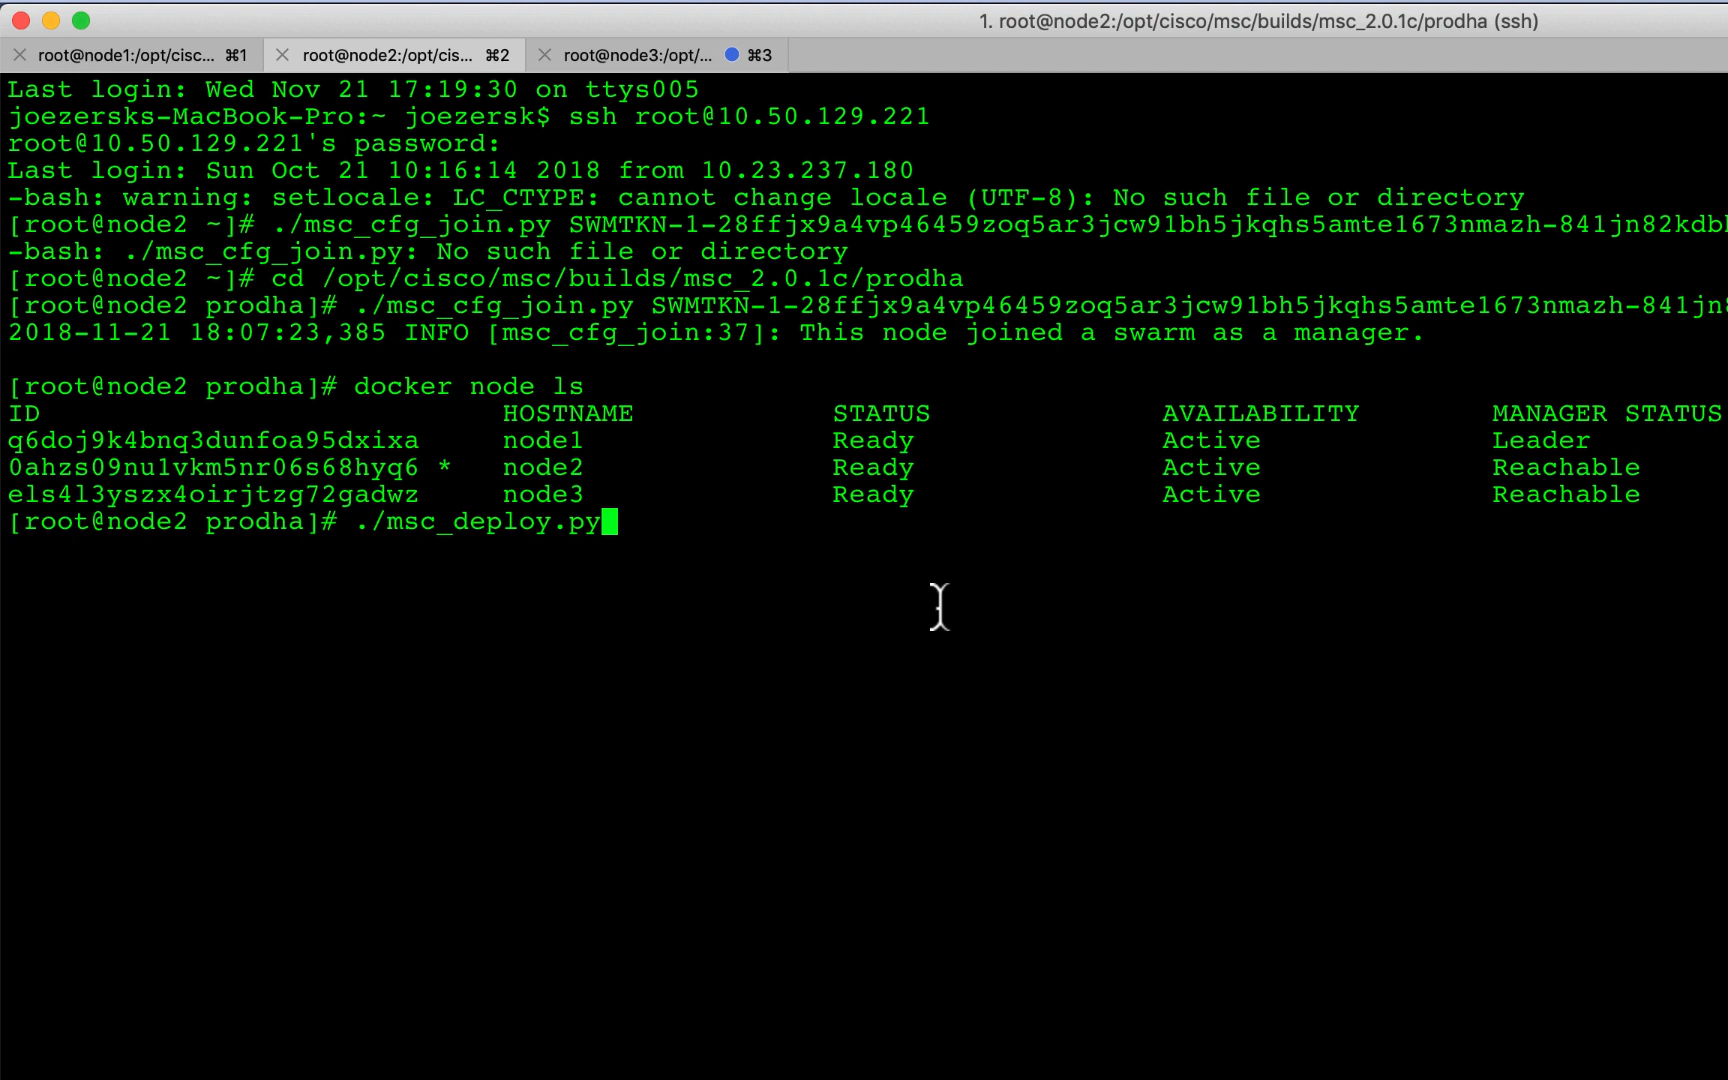 1. root@node2:/opt/cisco/msc/builds/msc_2.0.1c/prodha (ssh)
root@node1:/opt/cisc... ⌘1 root@node2:/opt/cis... ⌘2 root@node3:/opt/... ⌘3
Last login: Wed Nov 21 17:19:30 on ttys005
joezersks-MacBook-Pro:~ joezersk$ ssh root@10.50.129.221
root@10.50.129.221's password:
Last login: Sun Oct 21 10:16:14 2018 from 10.23.237.180
-bash: warning: setlocale: LC_CTYPE: cannot change locale (UTF-8): No such file or directory
[root@node2 ~]# ./msc_cfg_join.py SWMTKN-1-28ffjx9a4vp46459zoq5ar3jcw91bh5jkqhs5amte1673nmazh-841jn82kdb
-bash: ./msc_cfg_join.py: No such file or directory
[root@node2 ~]# cd /opt/cisco/msc/builds/msc_2.0.1c/prodha
[root@node2 prodha]# ./msc_cfg_join.py SWMTKN-1-28ffjx9a4vp46459zoq5ar3jcw91bh5jkqhs5amte1673nmazh-841jn
2018-11-21 18:07:23,385 INFO [msc_cfg_join:37]: This node joined a swarm as a manager.
[root@node2 prodha]# docker node ls
ID HOSTNAME STATUS AVAILABILITY MANAGER STATUS
q6doj9k4bnq3dunfoa95dxixa node1 Ready Active Leader
0ahzs09nu1vkm5nr06s68hyq6 * node2 Ready Active Reachable
els4l3yszx4oirjtzg72gadwz node3 Ready Active Reachable
[root@node2 prodha]# ./msc_deploy.py